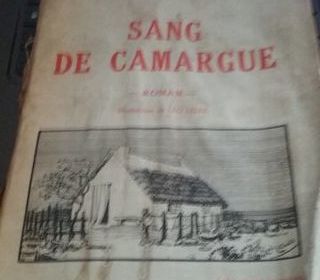 SANG
DE CAMARGUE
— ROMAN —